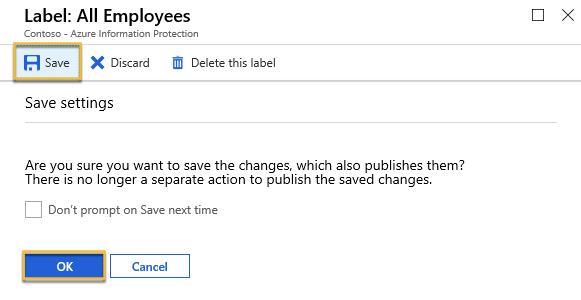 Label: All Employees
Contoso - Azure Information Protection
Save Discard Delete this label
Save settings
Are you sure you want to save the changes, which also publishes them?
There is no longer a separate action to publish the saved changes.
Don't prompt on Save next time
OK Cancel